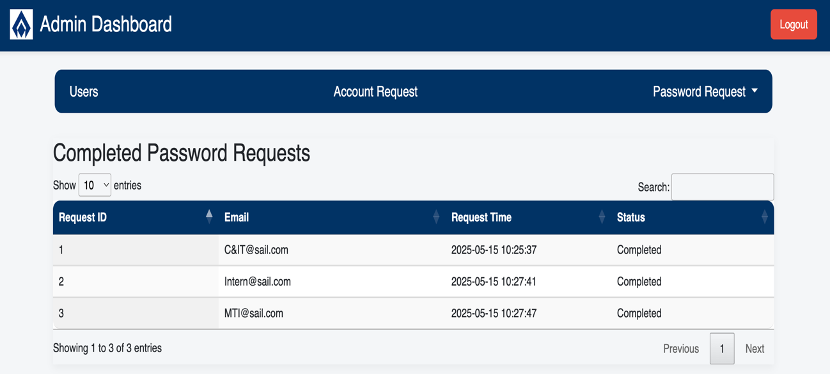 Admin Dashboard Logout
Users Account Request Password Request
Completed Password Requests
Show 10 entries Search:
Request ID Email Request Time Status
1 C&IT@sail.com 2025-05-15 10:25:37 Completed
2 Intern@sail.com 2025-05-15 10:27:41 Completed
3 MTI@sail.com 2025-05-15 10:27:47 Completed
Showing 1 to 3 of 3 entries Previous 1 Next